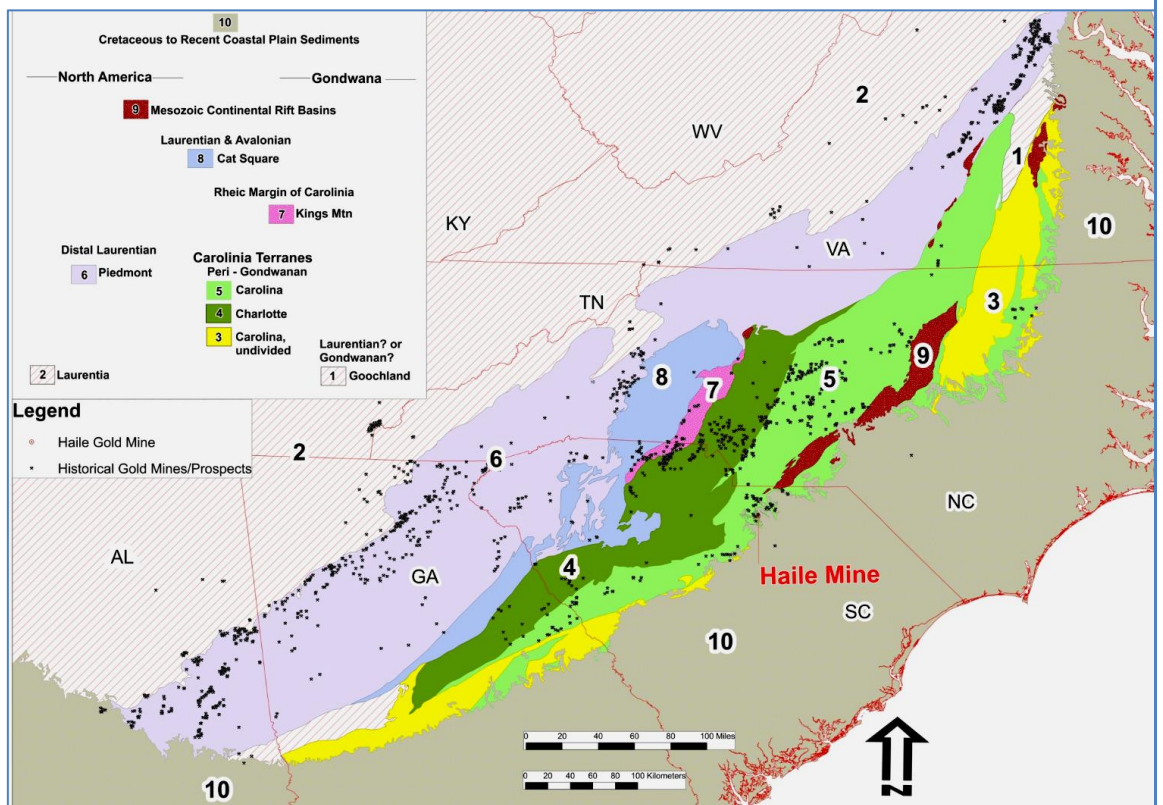 10
Cretaceous to Recent Coastal Plain Sediments
North America
Gondwana
9 Mesozoic Continental Rift Basins
Laurentian & Avalonian
8 Cat Square
Rheic Margin of Carolinia
7 Kings Mtn
Distal Laurentian
6 Piedmont
Carolinia Terranes
Peri - Gondwanan
5 Carolina
4 Charlotte
3 Carolina,
undivided
Laurentian? or
Gondwanan?
2 Laurentia
1 Goochland
Legend
Haile Gold Mine
Historical Gold Mines/Prospects
2
WV
1
KY
VA
10
TN
3
9
8
7
5
2
6
NC
AL
GA
4
Haile Mine
SC
10
0 20 40 60 80 100 Miles
0 20 40 60 80 100 Kilometers
N
10